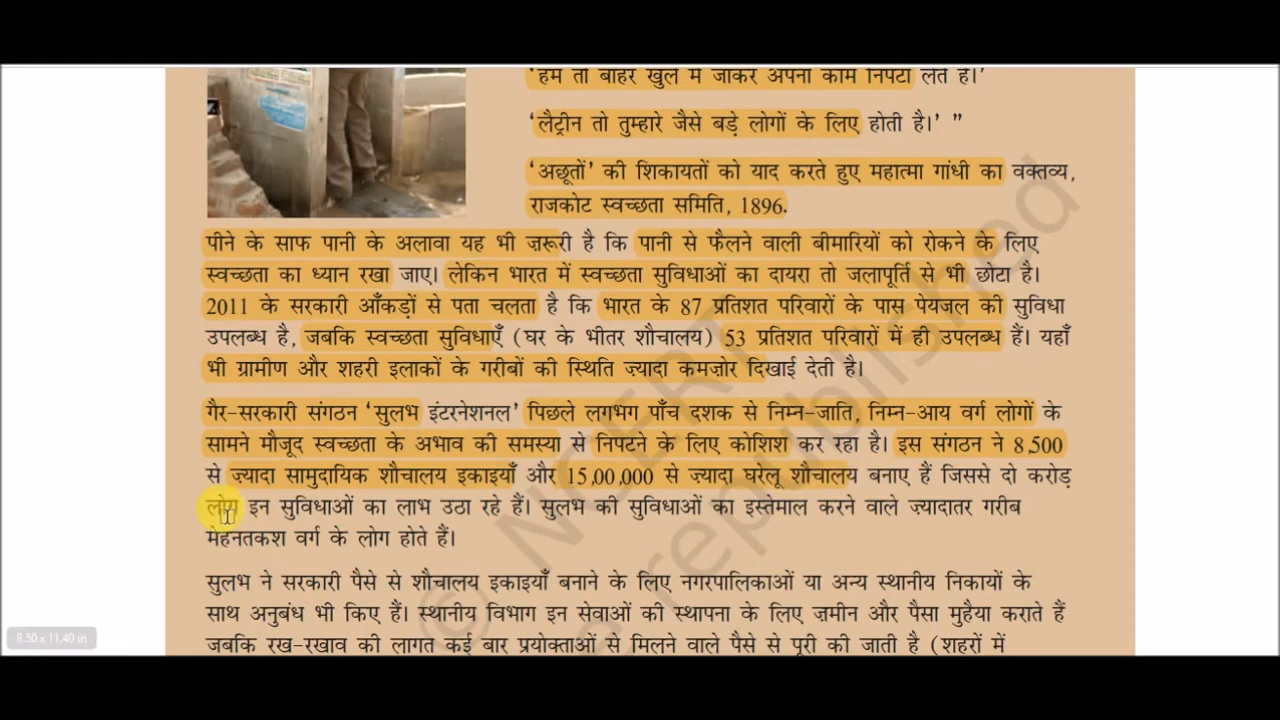 'हम तो बाहर खुले में जाकर अपना काम निपटा लेते हैं।'
'लैट्रीन तो तुम्हारे जैसे बड़े लोगों के लिए होती है।' "
'अछूतों' की शिकायतों को याद करते हुए महात्मा गांधी का वक्तव्य,
राजकोट स्वच्छता समिति, 1896.
पीने के साफ पानी के अलावा यह भी ज़रूरी है कि पानी से फैलने वाली बीमारियों को रोकने के लिए
स्वच्छता का ध्यान रखा जाए। लेकिन भारत में स्वच्छता सुविधाओं का दायरा तो जलापूर्ति से भी छोटा है।
2011 के सरकारी आँकड़ों से पता चलता है कि भारत के 87 प्रतिशत परिवारों के पास पेयजल की सुविधा
उपलब्ध है, जबकि स्वच्छता सुविधाएँ (घर के भीतर शौचालय) 53 प्रतिशत परिवारों में ही उपलब्ध हैं। यहाँ
भी ग्रामीण और शहरी इलाकों के गरीबों की स्थिति ज़्यादा कमज़ोर दिखाई देती है।
गैर-सरकारी संगठन 'सुलभ इंटरनेशनल' पिछले लगभग पाँच दशक से निम्न-जाति, निम्न-आय वर्ग लोगों के
सामने मौजूद स्वच्छता के अभाव की समस्या से निपटने के लिए कोशिश कर रहा है। इस संगठन ने 8,500
से ज़्यादा सामुदायिक शौचालय इकाइयाँ और 15,00,000 से ज़्यादा घरेलू शौचालय बनाए हैं जिससे दो करोड़
लोग इन सुविधाओं का लाभ उठा रहे हैं। सुलभ की सुविधाओं का इस्तेमाल करने वाले ज़्यादातर गरीब
मेहनतकश वर्ग के लोग होते हैं।
सुलभ ने सरकारी पैसे से शौचालय इकाइयाँ बनाने के लिए नगरपालिकाओं या अन्य स्थानीय निकायों के
साथ अनुबंध भी किए हैं। स्थानीय विभाग इन सेवाओं की स्थापना के लिए ज़मीन और पैसा मुहैया कराते हैं
जबकि रख-रखाव की लागत कई बार प्रयोक्ताओं से मिलने वाले पैसे से पूरी की जाती है (शहरों में
© NCERT
be republished
8.50 x 11.40 in